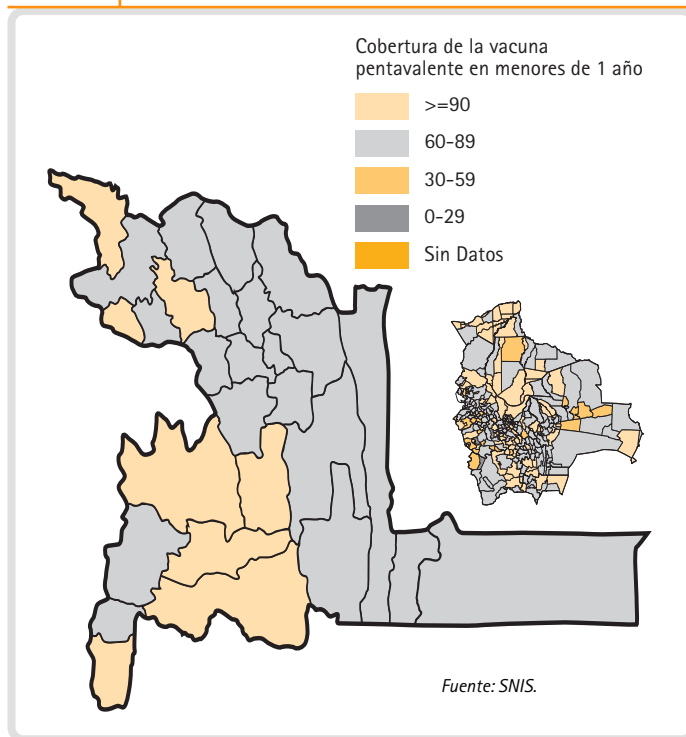 Cobertura de la vacuna
pentavalente en menores de 1 año
>=90
60-89
30-59
0-29
Sin Datos
Fuente: SNIS.